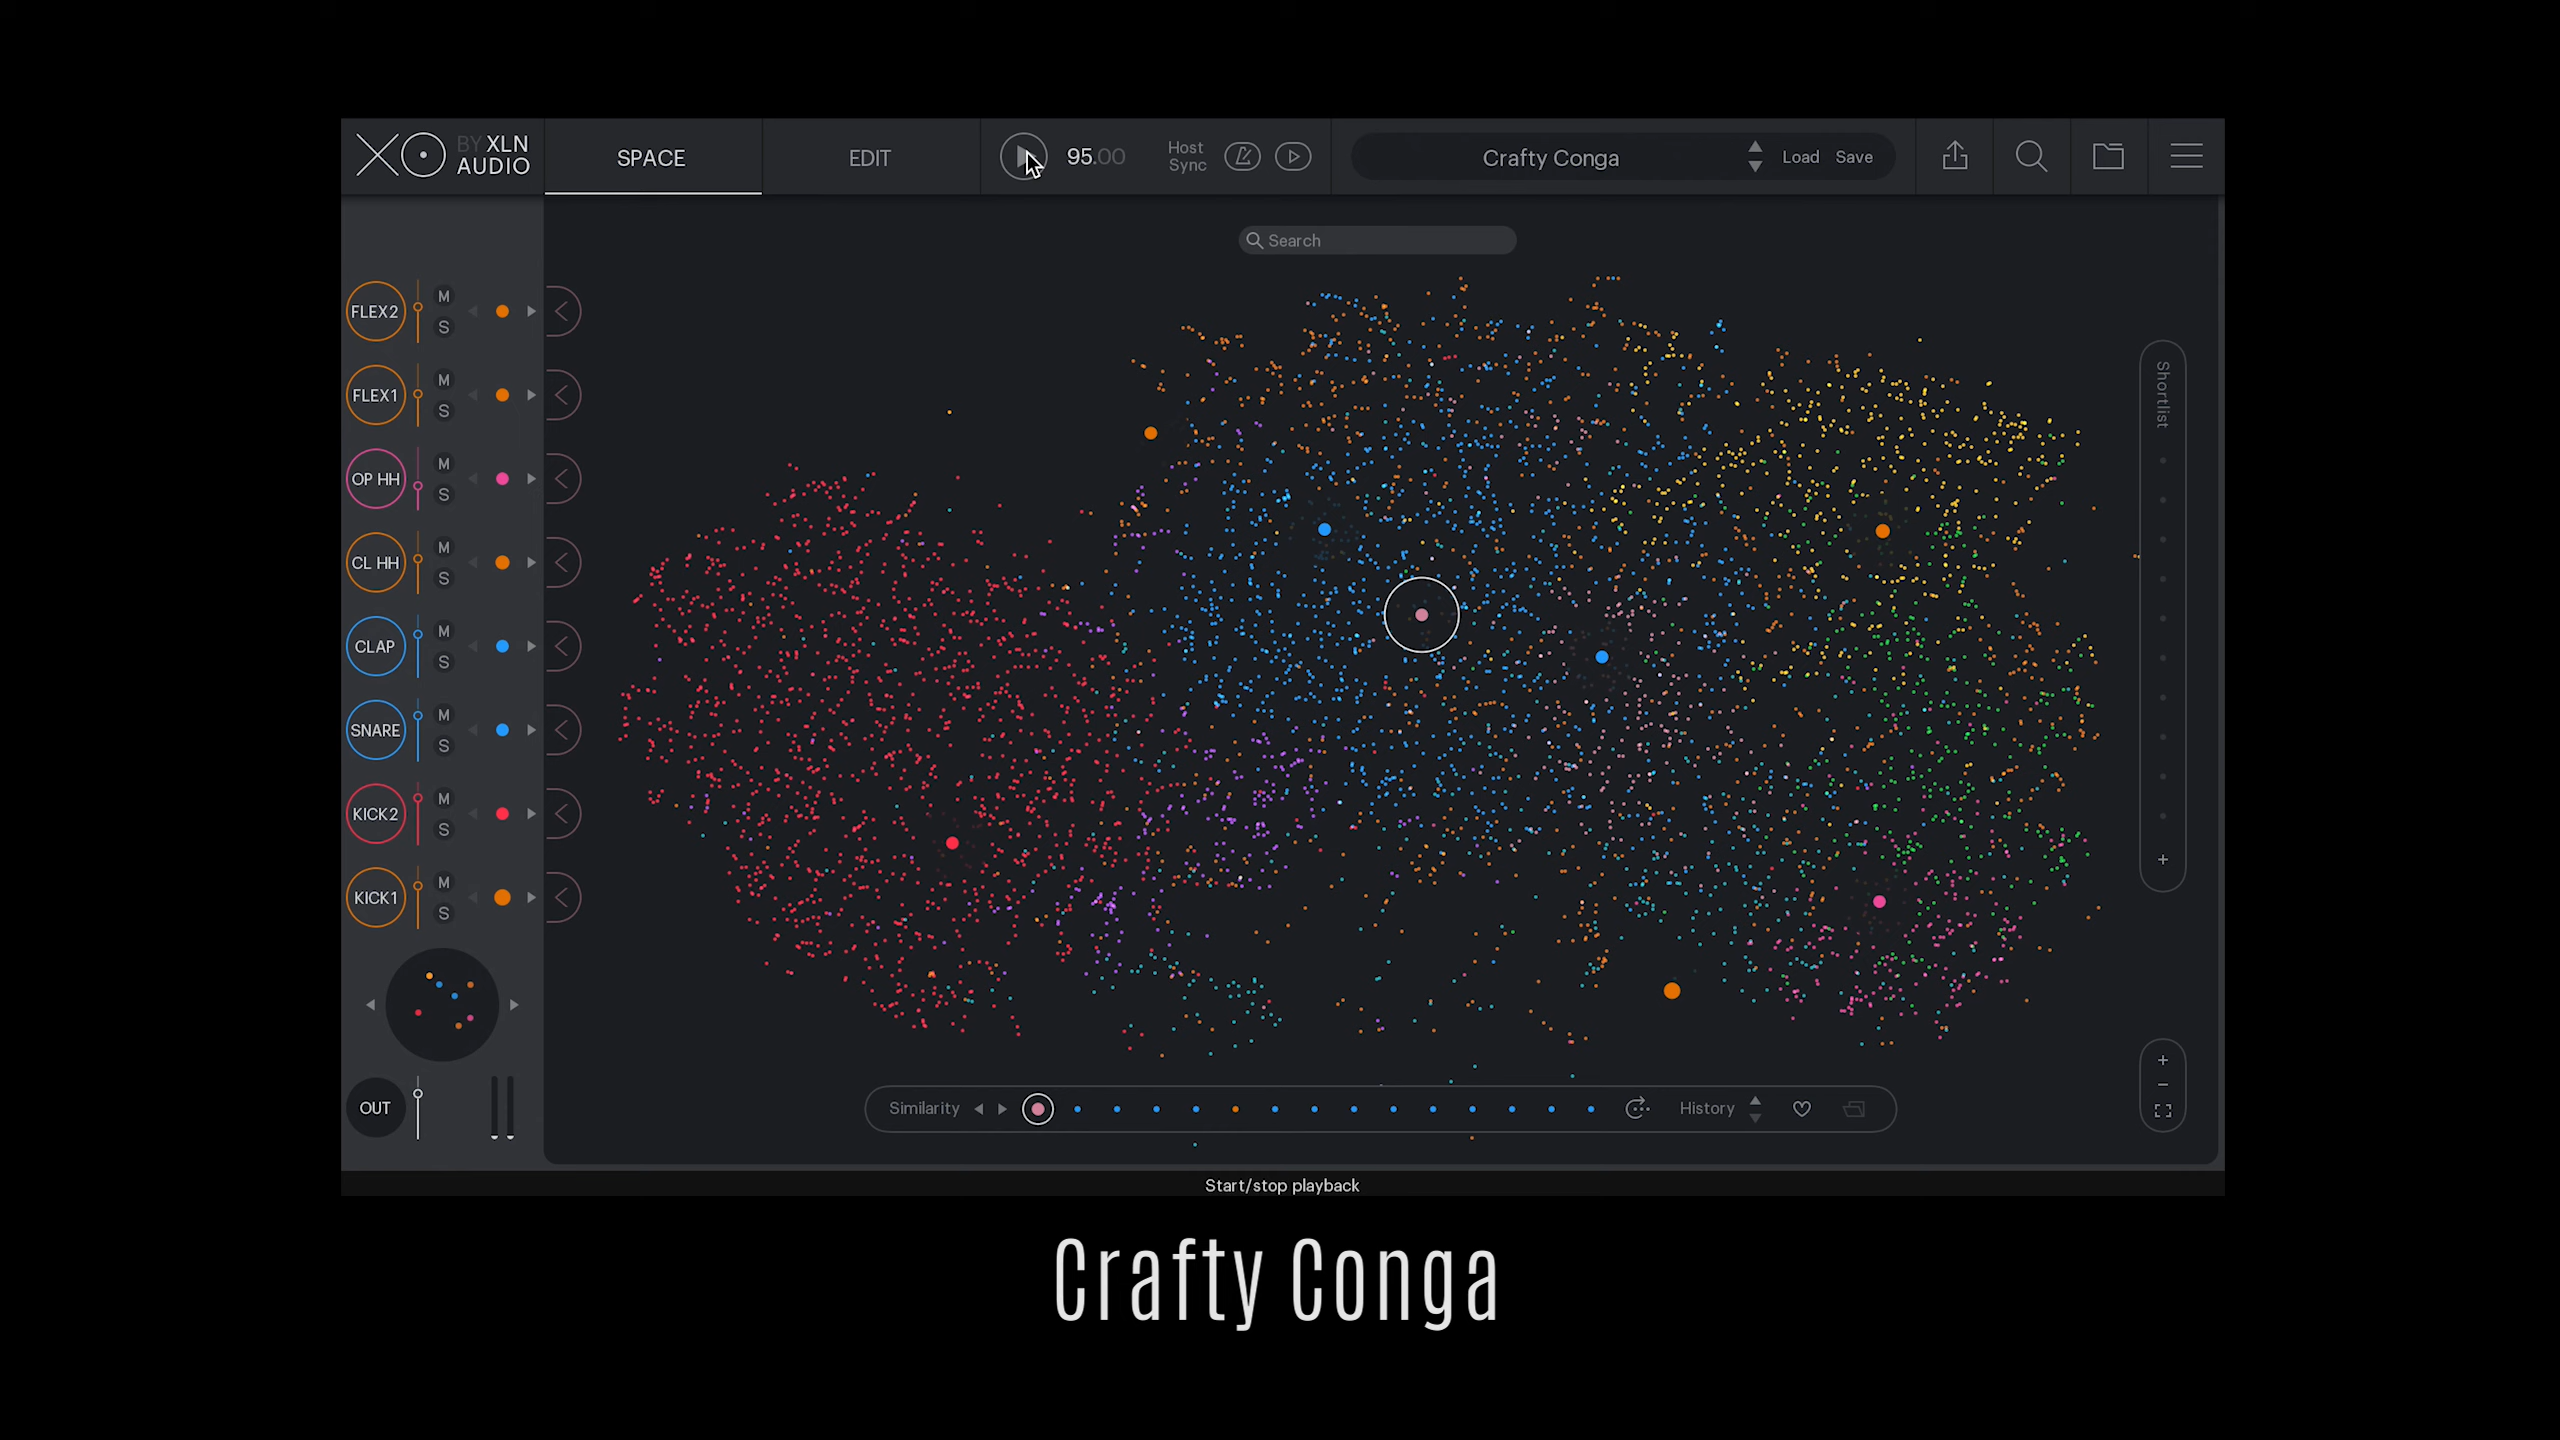 XO BY XLN AUDIO
SPACE
EDIT
95.00
Host Sync
Crafty Conga
Load
Save
Search
FLEX2
M
S
FLEX1
M
S
OP HH
M
S
CL HH
M
S
CLAP
M
S
SNARE
M
S
KICK2
M
S
KICK1
M
S
OUT
Shortlist
Similarity
History
Start/stop playback
Crafty Conga